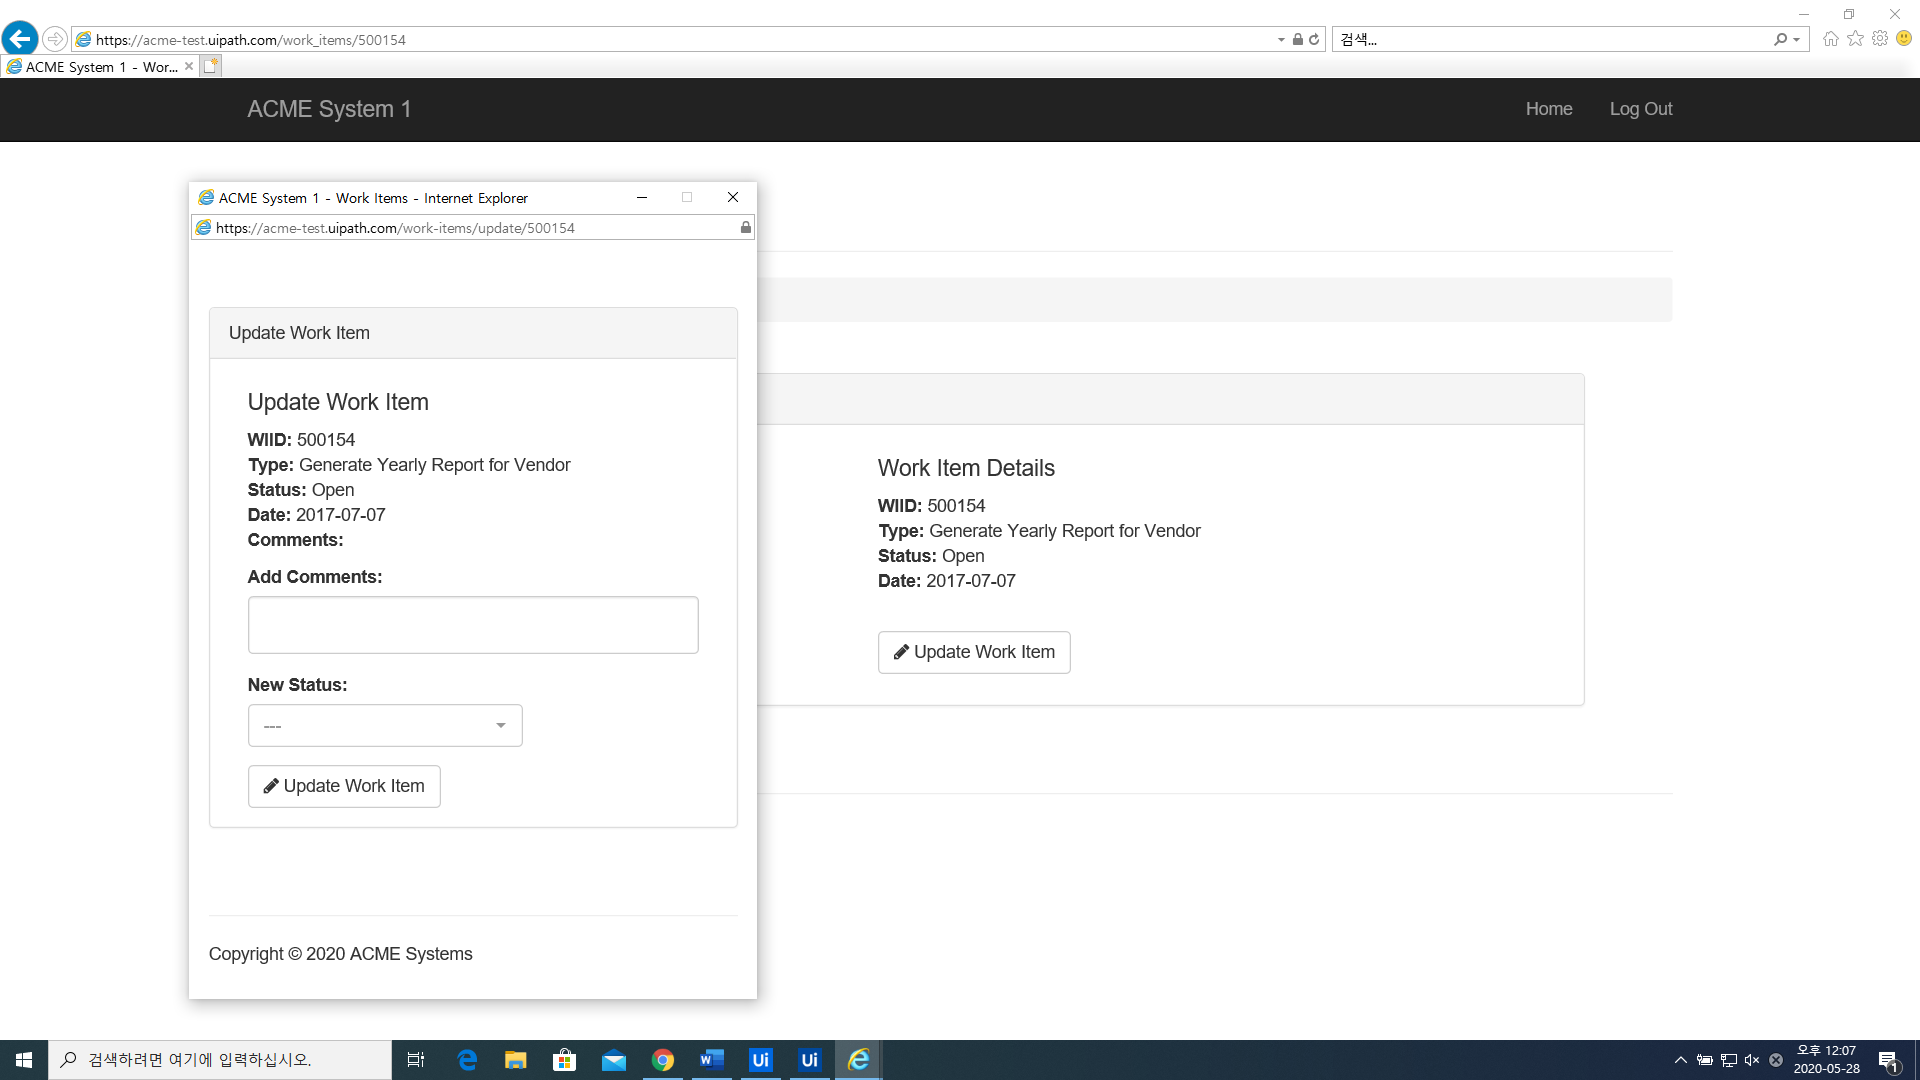 https://acme-test.uipath.com/work_items/500154
검색...
ACME System 1 - Wor...
ACME System 1
Home
Log Out
ACME System 1 - Work Items - Internet Explorer
https://acme-test.uipath.com/work-items/update/500154
Update Work Item
Update Work Item
WIID: 500154
Type: Generate Yearly Report for Vendor
Status: Open
Date: 2017-07-07
Comments:
Add Comments:
New Status:
---
Update Work Item
Copyright © 2020 ACME Systems
Work Item Details
WIID: 500154
Type: Generate Yearly Report for Vendor
Status: Open
Date: 2017-07-07
Update Work Item
검색하려면 여기에 입력하십시오.
Ui
Ui
오후 12:07
2020-05-28
1